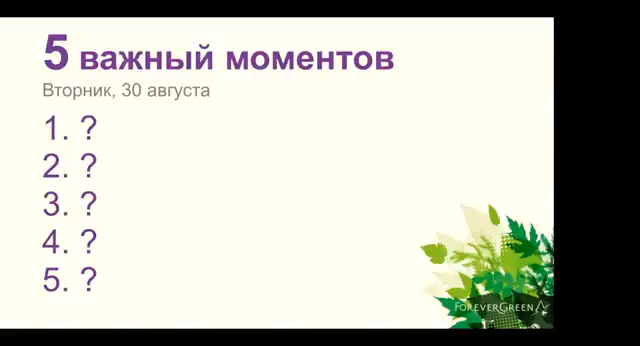 5 важный моментов
Вторник, 30 августа
1. ?
2. ?
3. ?
4. ?
5. ?
FOREVERGREEN